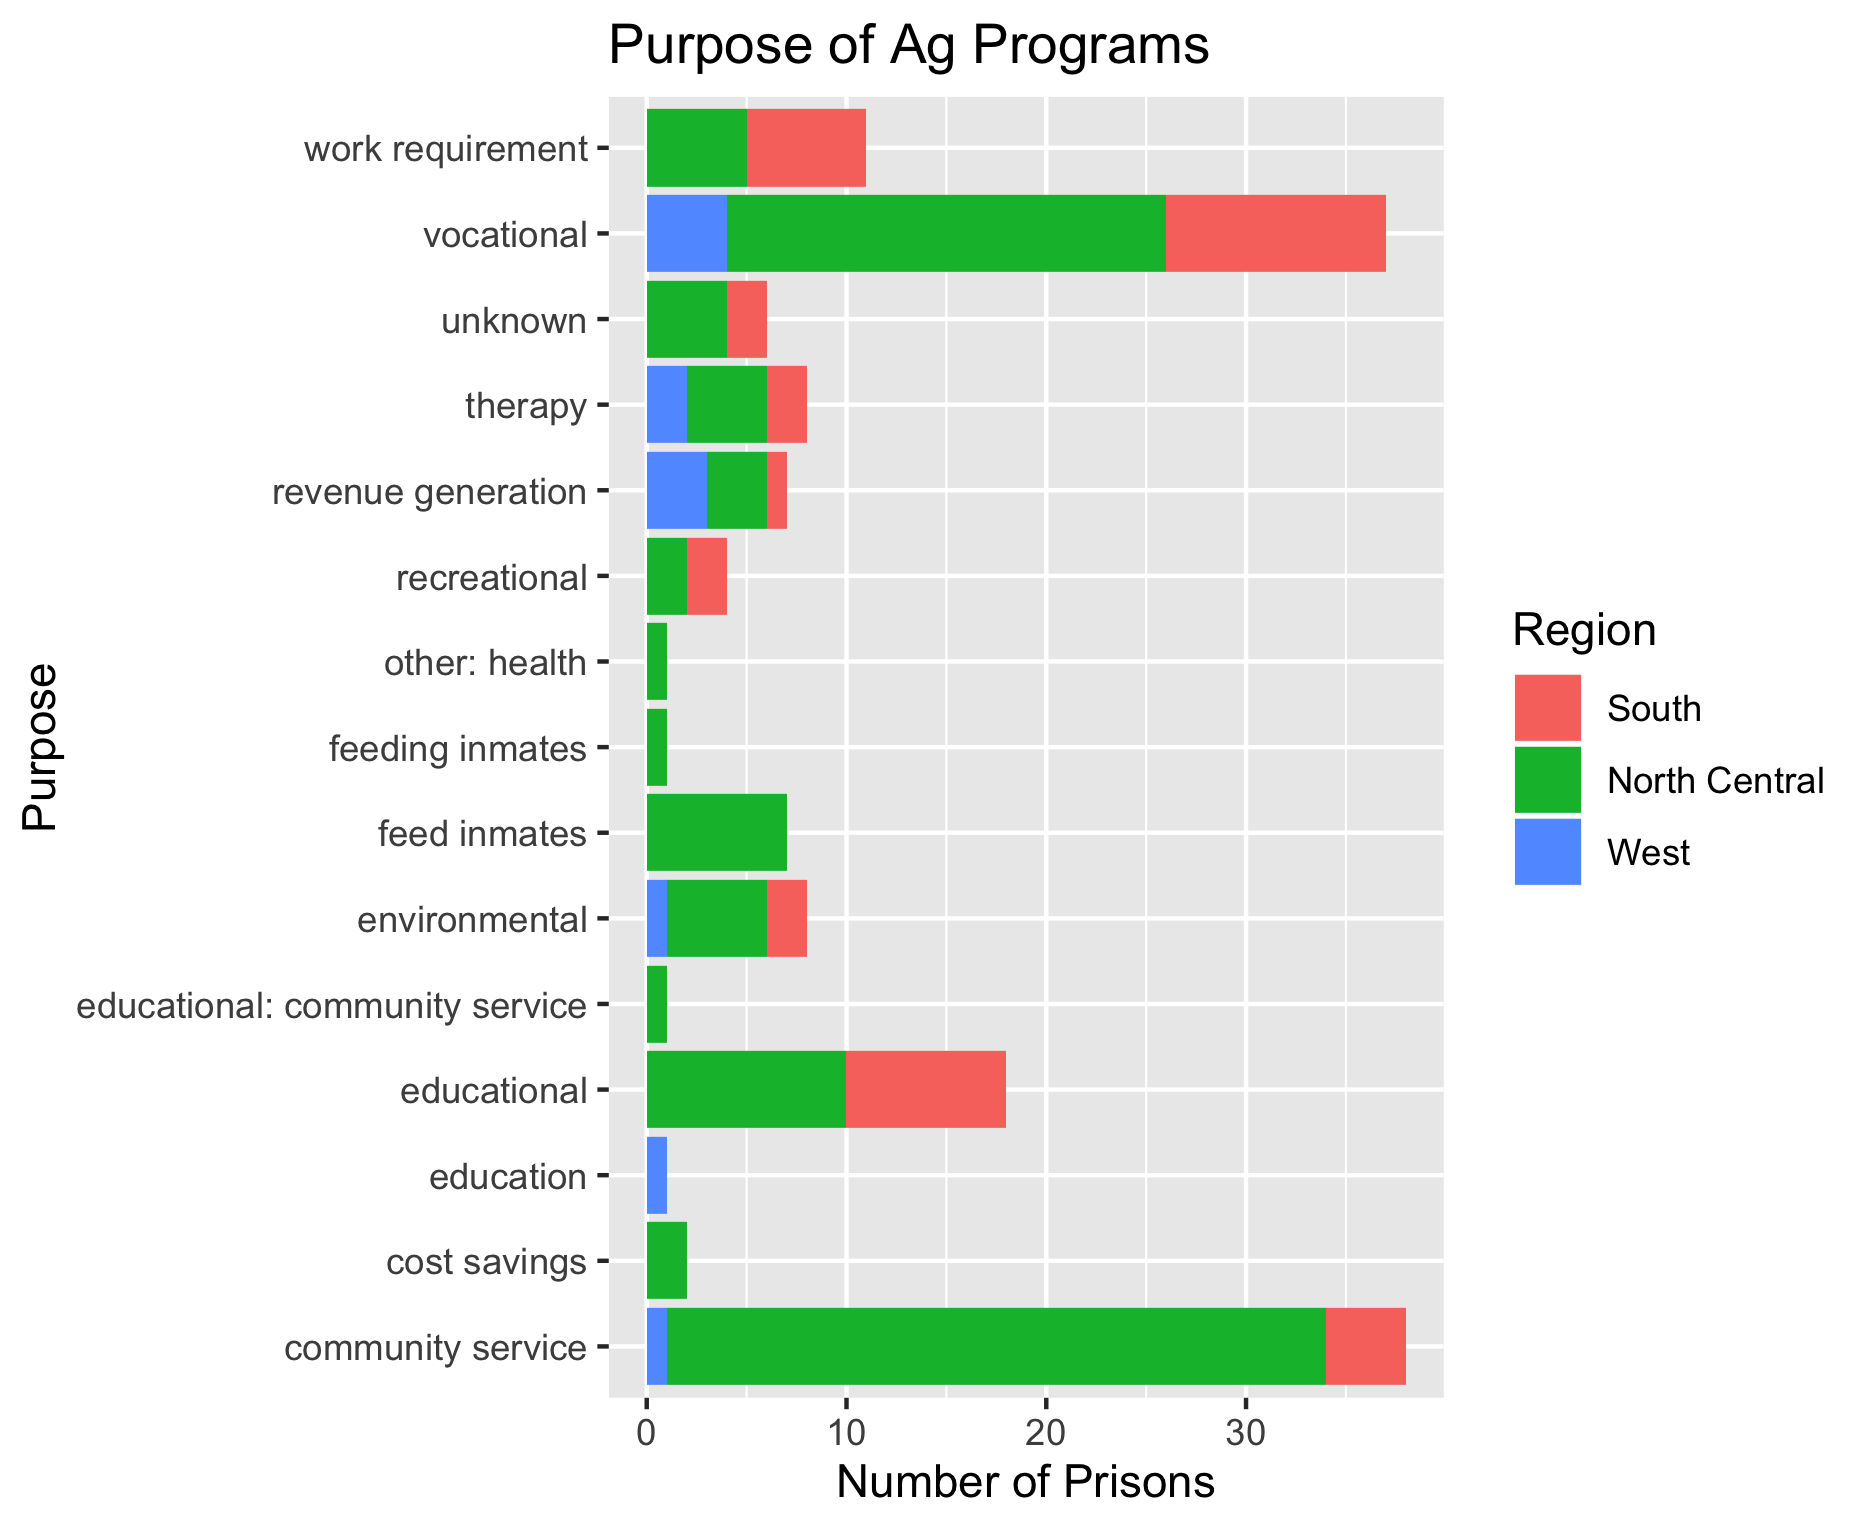 Purpose of Ag Programs
work requirement
vocational
unknown
therapy
revenue generation
recreational
other: health
feeding inmates
feed inmates
environmental
educational: community service
educational
education
cost savings
community service
Purpose
0 10 20 30
Number of Prisons
Region
South
North Central
West